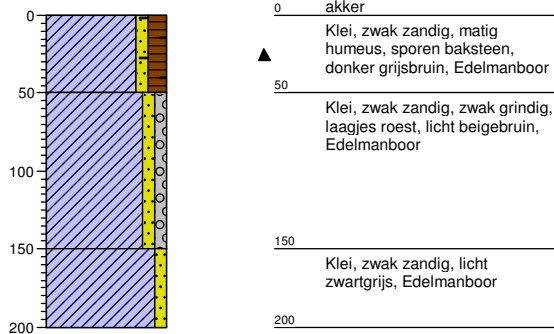 0
50
100
150
200
0 akker
Klei, zwak zandig, matig
humeus, sporen baksteen,
donker grijsbruin, Edelmanboor
50
Klei, zwak zandig, zwak grindig,
laagjes roest, licht beigebruin,
Edelmanboor
150
Klei, zwak zandig, licht
zwartgrijs, Edelmanboor
200